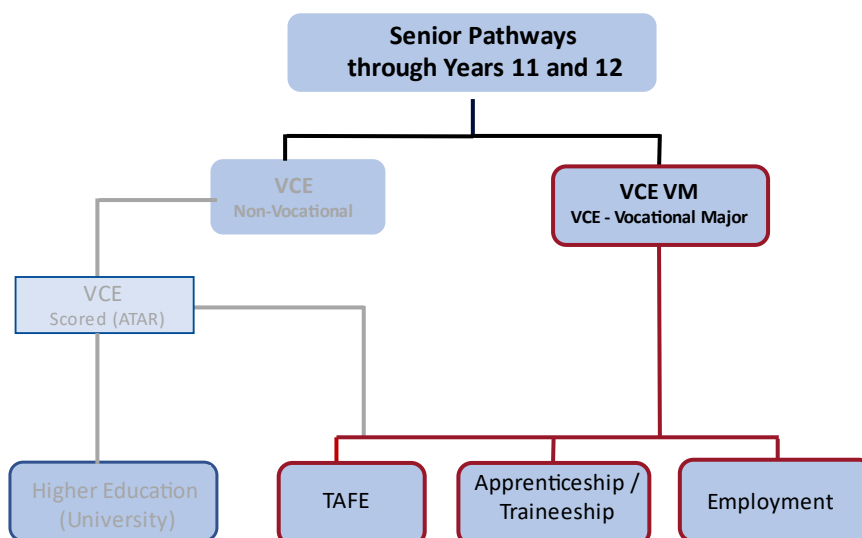 Senior Pathways
through Years 11 and 12
VCE
Non-Vocational
VCE VM
VCE - Vocational Major
VCE
Scored (ATAR)
Higher Education
(University)
TAFE
Apprenticeship /
Traineeship
Employment